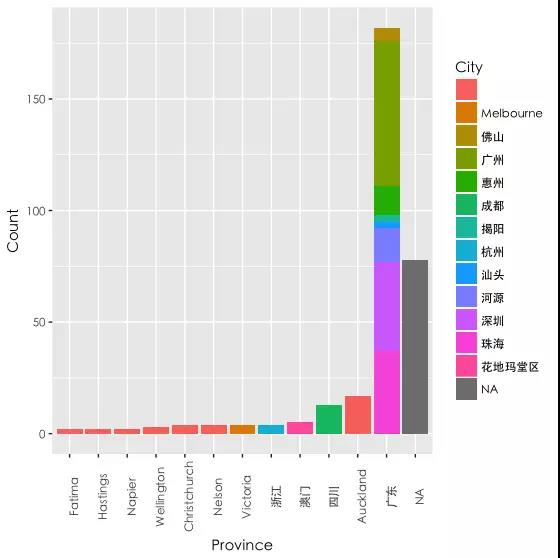 150
100
50
0
Count
Fatima
Hastings
Napier
Wellington
Christchurch
Nelson
Victoria
浙江
澳门
四川
Auckland
广东
NA
Province
City
Melbourne
佛山
广州
惠州
成都
揭阳
杭州
汕头
河源
深圳
珠海
花地玛堂区
NA